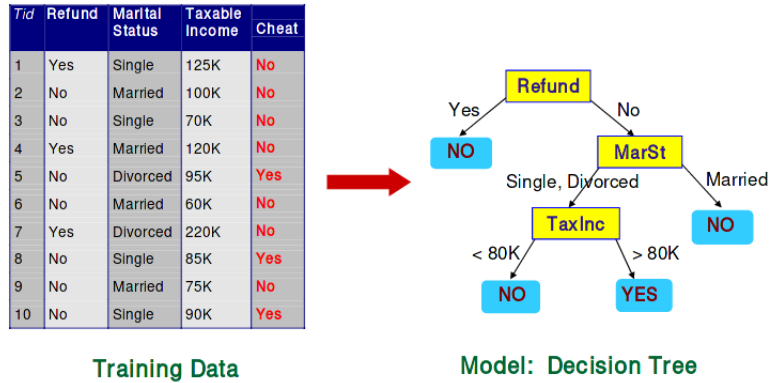 Tid Refund Marital Status Taxable Income Cheat
1 Yes Single 125K No
2 No Married 100K No
3 No Single 70K No
4 Yes Married 120K No
5 No Divorced 95K Yes
6 No Married 60K No
7 Yes Divorced 220K No
8 No Single 85K Yes
9 No Married 75K No
10 No Single 90K Yes
Training Data
Refund
Yes No
NO MarSt
Single, Divorced Married
TaxInc NO
< 80K > 80K
NO YES
Model: Decision Tree